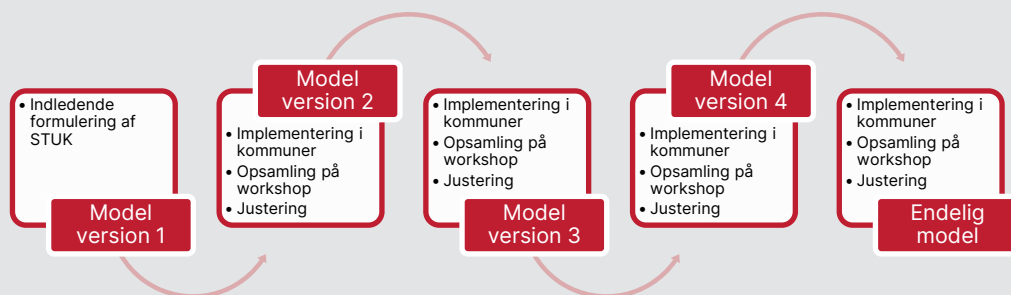 • Indledende
formulering af
STUK
Model
version 1
Model
version 2
• Implementering i
kommuner
• Opsamling på
workshop
• Justering
• Implementering i
kommuner
• Opsamling på
workshop
• Justering
Model
version 3
Model
version 4
• Implementering i
kommuner
• Opsamling på
workshop
• Justering
• Implementering i
kommuner
• Opsamling på
workshop
• Justering
Endelig
model